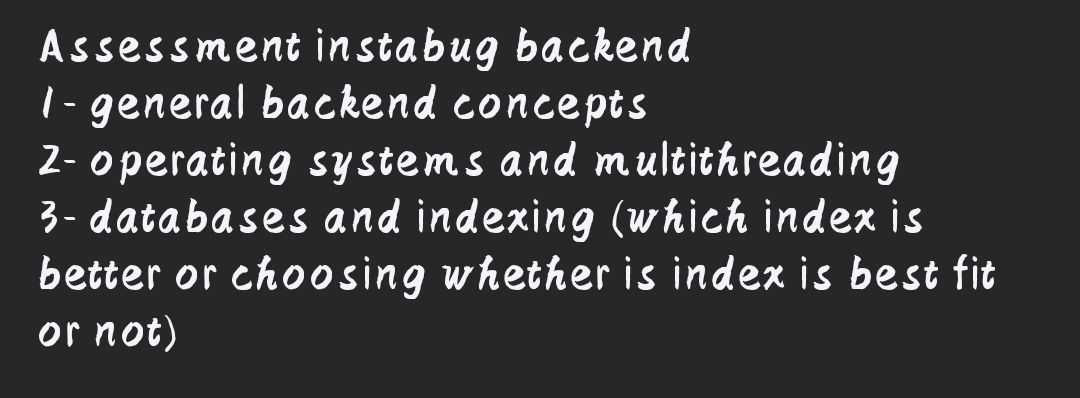 Assessment instabug backend
1- general backend concepts
2- operating systems and multithreading
3- databases and indexing (which index is
better or choosing whether is index is best fit
or not)